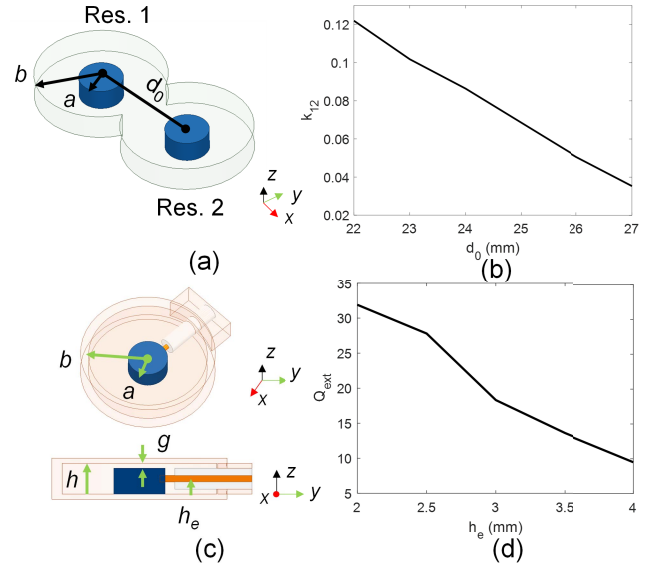 Res. 1
b
a
d0
Res. 2
z
y
x
(a)
0.12
0.1
0.08
0.06
0.04
0.02
k12
22 23 24 25 26 27
d0 (mm)
(b)
b
a
z
y
x
g
h
he
z
x
y
(c)
35
30
25
20
15
10
5
Qext
2 2.5 3 3.5 4
he (mm)
(d)